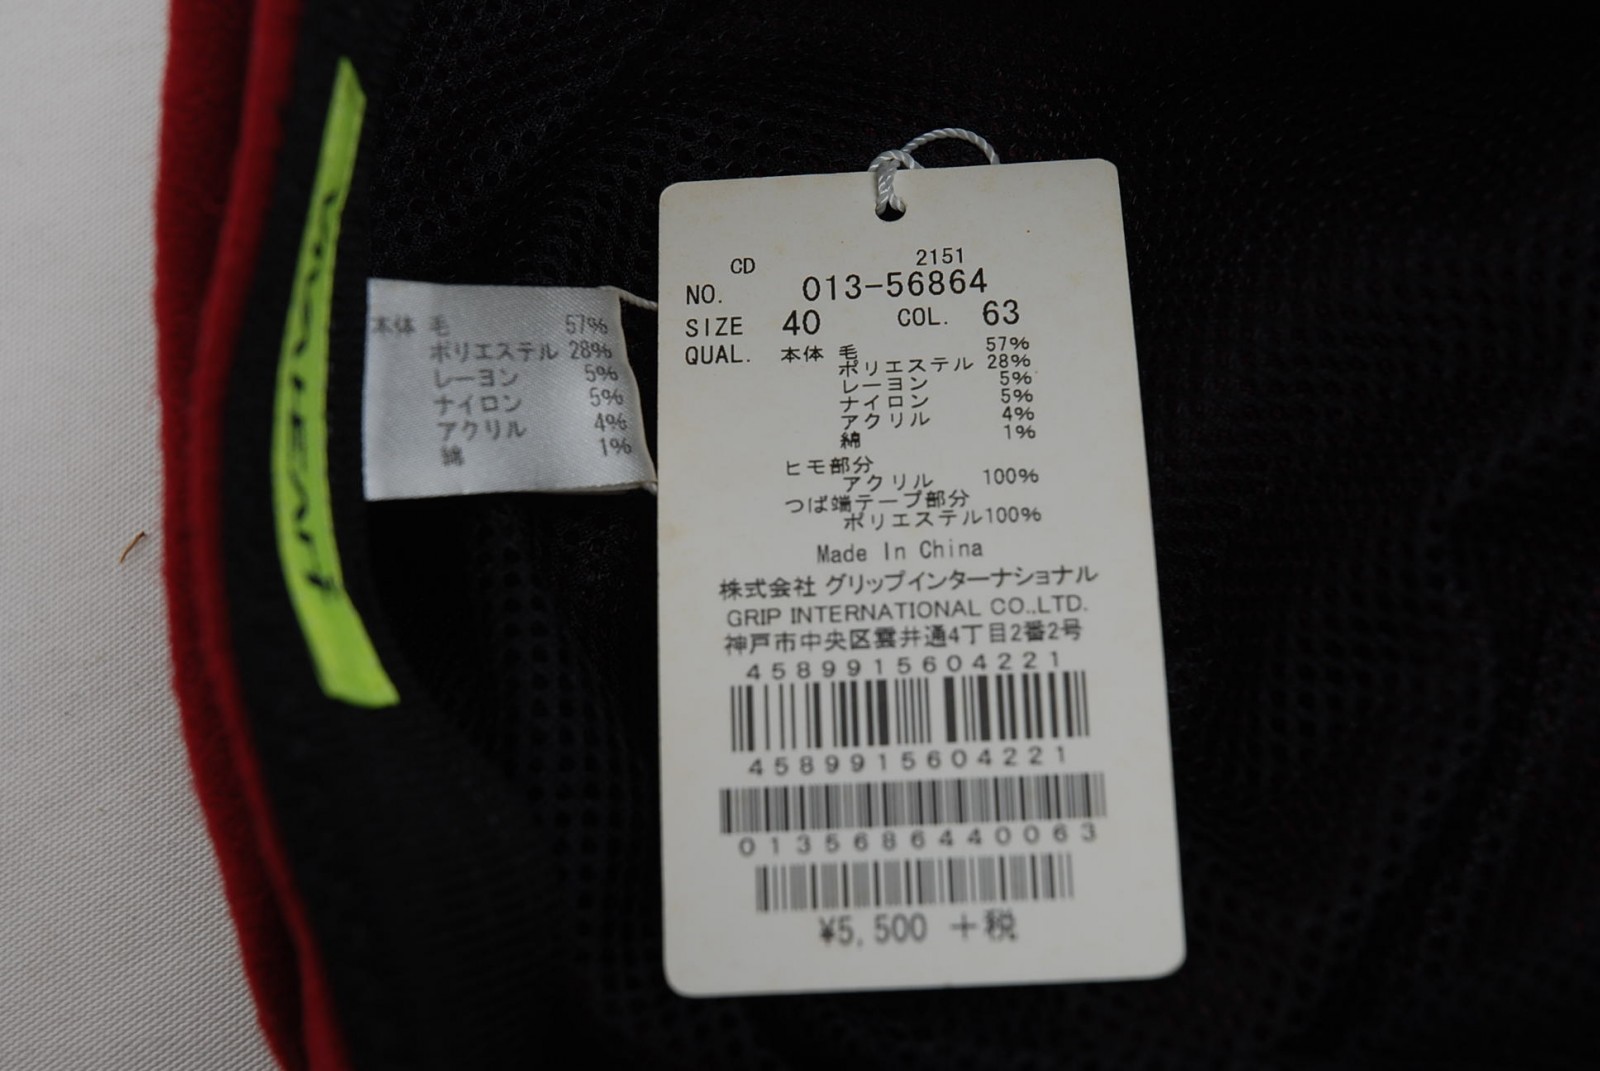 本体 毛 57%
ポリエステル 28%
レーヨン 5%
ナイロン 5%
アクリル 4%
綿 1%
CD 2151
NO. 013-56864
SIZE 40 COL. 63
QUAL. 本体 毛 57%
ポリエステル 28%
レーヨン 5%
ナイロン 5%
アクリル 4%
綿 1%
ヒモ部分
アクリル 100%
つば端テープ部分
ポリエステル100%
Made In China
株式会社 グリップインターナショナル
GRIP INTERNATIONAL CO.,LTD.
神戸市中央区雲井通4丁目2番2号
4589915604221
4589915604221
0135686440063
¥5,500 +税